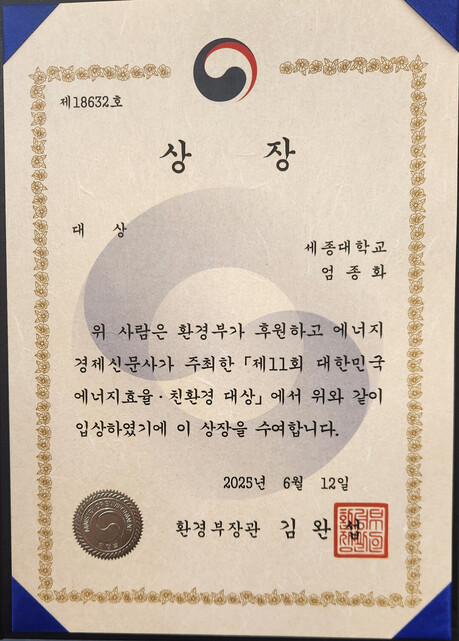 제18632호
상 장
대 상
세종대학교
엄종화
위 사람은 환경부가 후원하고 에너지
경제신문사가 주최한 「제11회 대한민국
에너지효율·친환경 대상」에서 위와 같이
입상하였기에 이 상장을 수여합니다.
2025년 6월 12일
환경부장관 김완섭